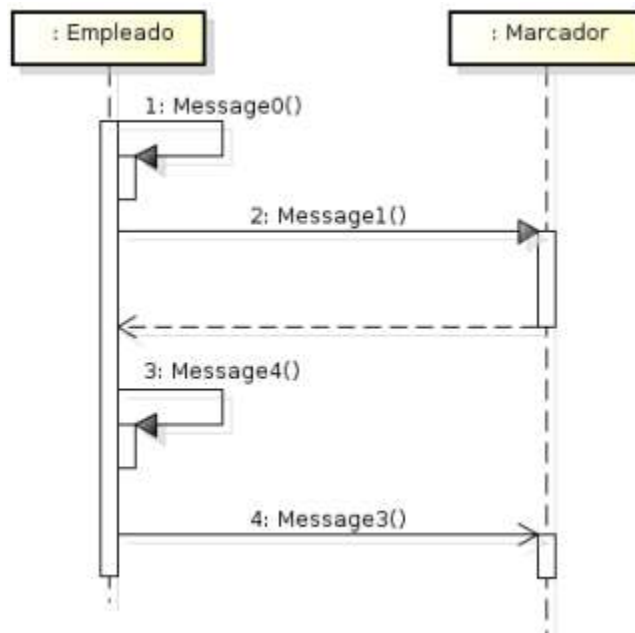 : Empleado
: Marcador
1: Message0()
2: Message1()
3: Message4()
4: Message3()